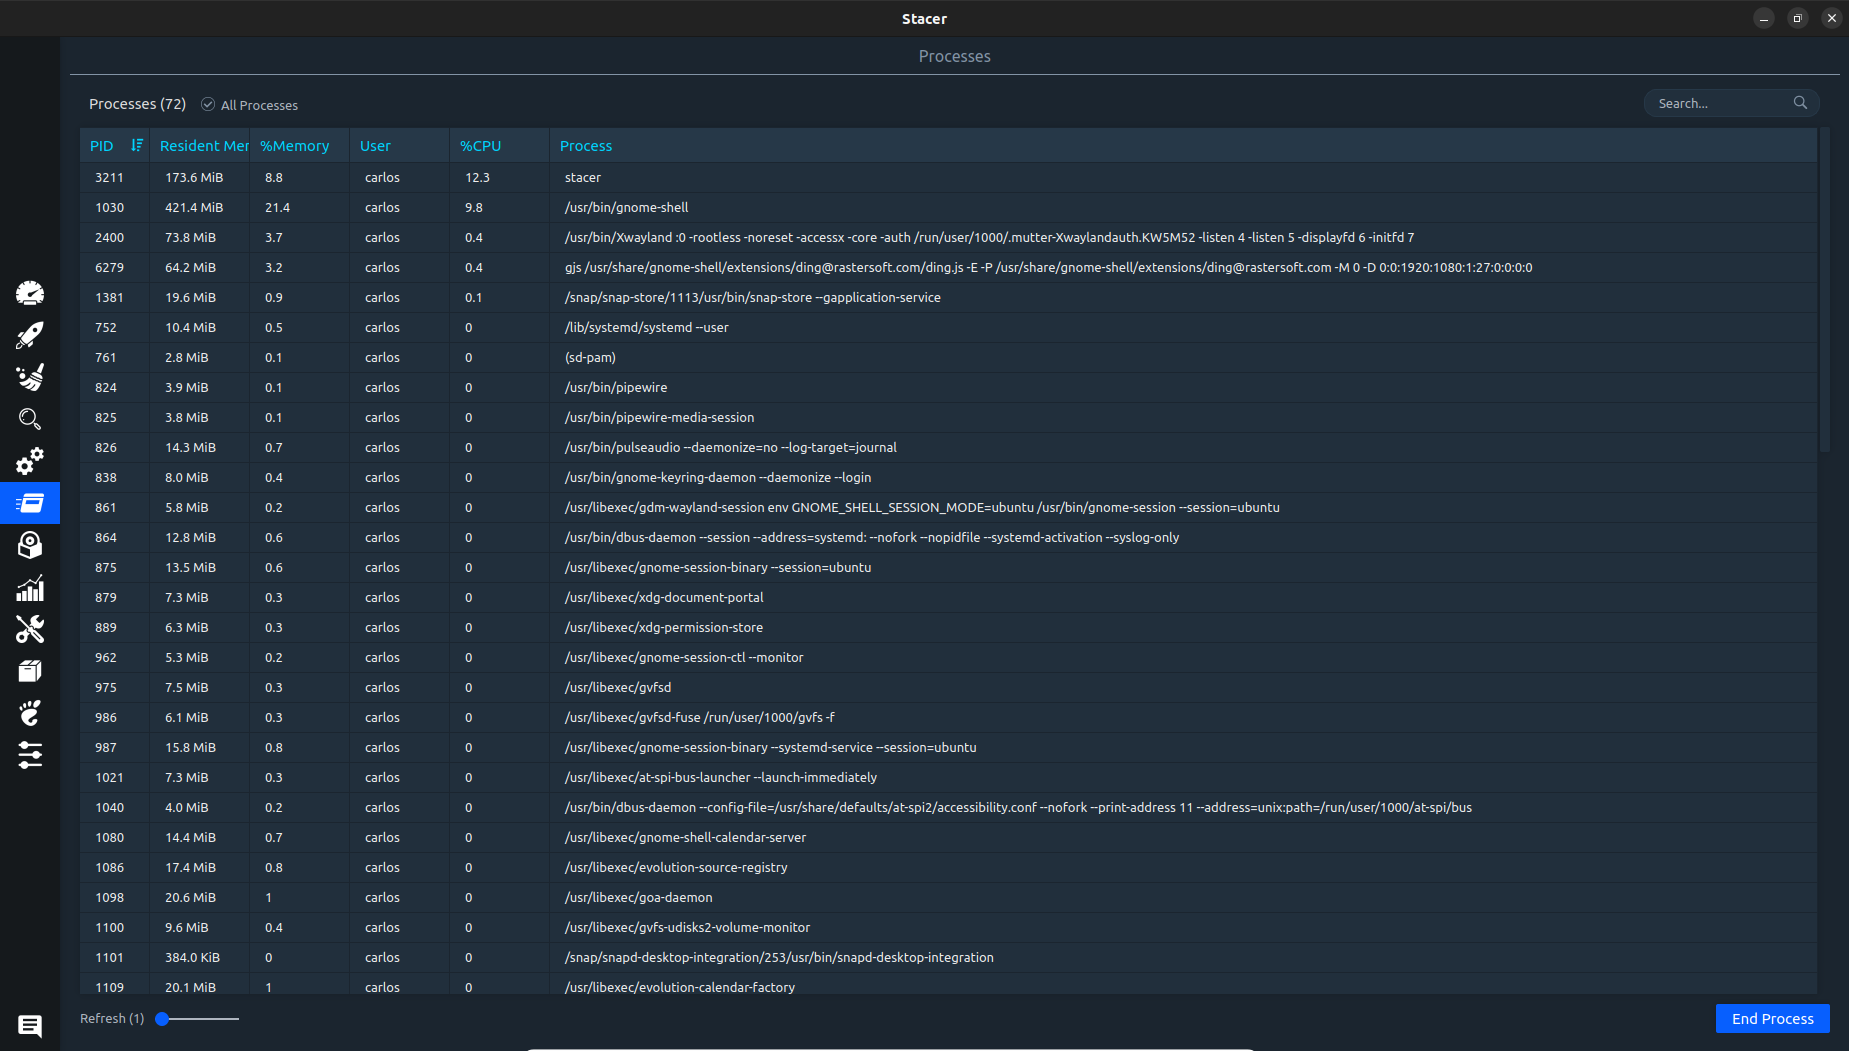 Stacer
Processes
Processes (72) All Processes
Search...
PID Resident Mer %Memory User %CPU Process
3211 173.6 MiB 8.8 carlos 12.3 stacer
1030 421.4 MiB 21.4 carlos 9.8 /usr/bin/gnome-shell
2400 73.8 MiB 3.7 carlos 0.4 /usr/bin/Xwayland :0 -rootless -noreset -accessx -core -auth /run/user/1000/.mutter-Xwaylandauth.KW5M52 -listen 4 -listen 5 -displayfd 6 -initfd 7
6279 64.2 MiB 3.2 carlos 0.4 gjs /usr/share/gnome-shell/extensions/ding@rastersoft.com/ding.js -E -P /usr/share/gnome-shell/extensions/ding@rastersoft.com -M 0 -D 0:0:1920:1080:1:27:0:0:0:0
1381 19.6 MiB 0.9 carlos 0.1 /snap/snap-store/1113/usr/bin/snap-store --gapplication-service
752 10.4 MiB 0.5 carlos 0 /lib/systemd/systemd --user
761 2.8 MiB 0.1 carlos 0 (sd-pam)
824 3.9 MiB 0.1 carlos 0 /usr/bin/pipewire
825 3.8 MiB 0.1 carlos 0 /usr/bin/pipewire-media-session
826 14.3 MiB 0.7 carlos 0 /usr/bin/pulseaudio --daemonize=no --log-target=journal
838 8.0 MiB 0.4 carlos 0 /usr/bin/gnome-keyring-daemon --daemonize --login
861 5.8 MiB 0.2 carlos 0 /usr/libexec/gdm-wayland-session env GNOME_SHELL_SESSION_MODE=ubuntu /usr/bin/gnome-session --session=ubuntu
864 12.8 MiB 0.6 carlos 0 /usr/bin/dbus-daemon --session --address=systemd: --nofork --nopidfile --systemd-activation --syslog-only
875 13.5 MiB 0.6 carlos 0 /usr/libexec/gnome-session-binary --session=ubuntu
879 7.3 MiB 0.3 carlos 0 /usr/libexec/xdg-document-portal
889 6.3 MiB 0.3 carlos 0 /usr/libexec/xdg-permission-store
962 5.3 MiB 0.2 carlos 0 /usr/libexec/gnome-session-ctl --monitor
975 7.5 MiB 0.3 carlos 0 /usr/libexec/gvfsd
986 6.1 MiB 0.3 carlos 0 /usr/libexec/gvfsd-fuse /run/user/1000/gvfs -f
987 15.8 MiB 0.8 carlos 0 /usr/libexec/gnome-session-binary --systemd-service --session=ubuntu
1021 7.3 MiB 0.3 carlos 0 /usr/libexec/at-spi-bus-launcher --launch-immediately
1040 4.0 MiB 0.2 carlos 0 /usr/bin/dbus-daemon --config-file=/usr/share/defaults/at-spi2/accessibility.conf --nofork --print-address 11 --address=unix:path=/run/user/1000/at-spi/bus
1080 14.4 MiB 0.7 carlos 0 /usr/libexec/gnome-shell-calendar-server
1086 17.4 MiB 0.8 carlos 0 /usr/libexec/evolution-source-registry
1098 20.6 MiB 1 carlos 0 /usr/libexec/goa-daemon
1100 9.6 MiB 0.4 carlos 0 /usr/libexec/gvfs-udisks2-volume-monitor
1101 384.0 KiB 0 carlos 0 /snap/snapd-desktop-integration/253/usr/bin/snapd-desktop-integration
1109 20.1 MiB 1 carlos 0 /usr/libexec/evolution-calendar-factory
Refresh (1)
End Process